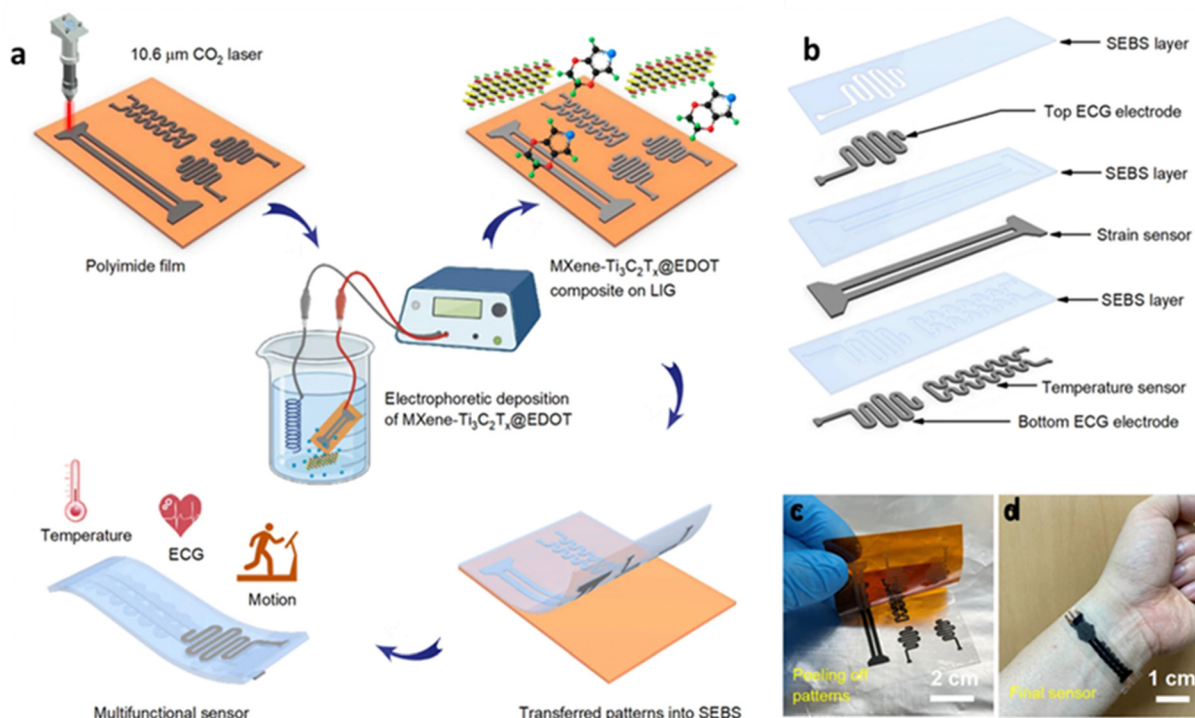 a
10.6 μm CO₂ laser
Polyimide film
MXene-Ti₃C₂Tₓ@EDOT
composite on LIG
Electrophoretic deposition
of MXene-Ti₃C₂Tₓ@EDOT
Temperature
ECG
Motion
Multifunctional sensor
Transferred patterns into SEBS
b
SEBS layer
Top ECG electrode
SEBS layer
Strain sensor
SEBS layer
Temperature sensor
Bottom ECG electrode
c
Peeling off
patterns
2 cm
d
Final sensor
1 cm